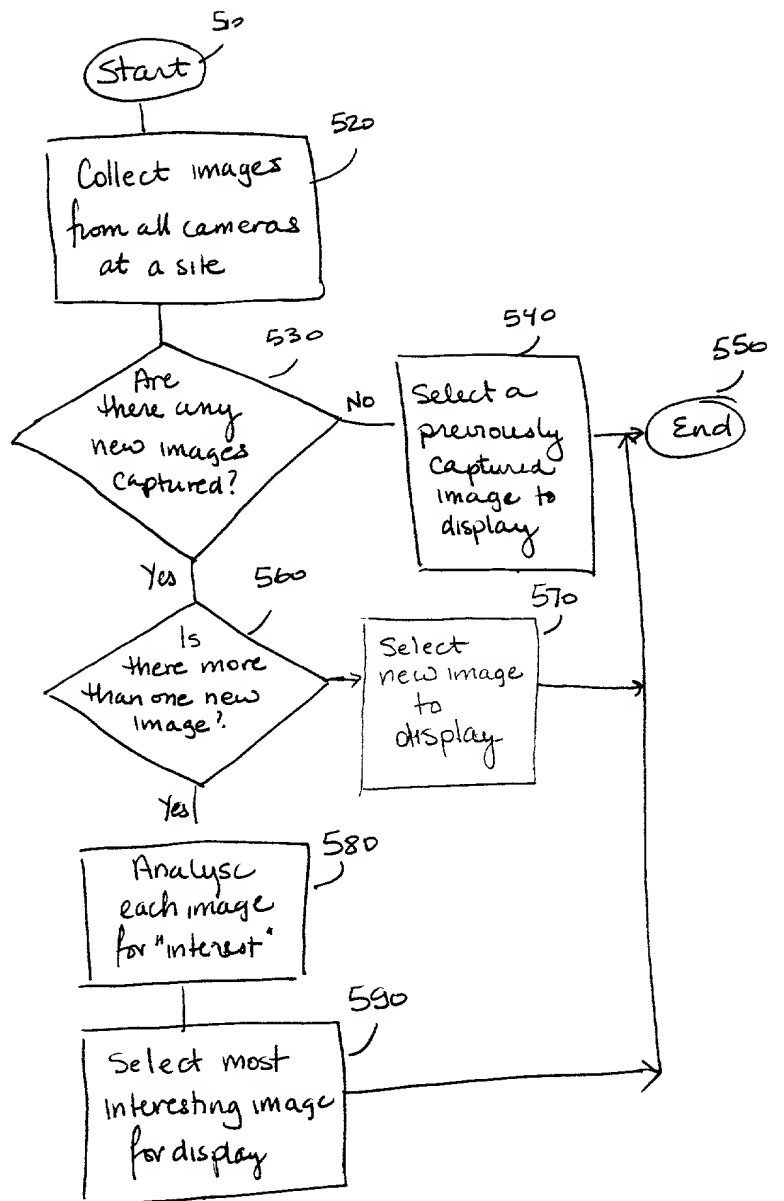 510
Start
520
Collect images
from all cameras
at a site
530
Are
there any
new images
captured?
No
540
Select a
previously
captured
image to
display
550
End
Yes
560
Is
there more
than one new
image?
570
Select
new image
to
display
Yes
580
Analyse
each image
for "interest"
590
Select most
interesting image
for display